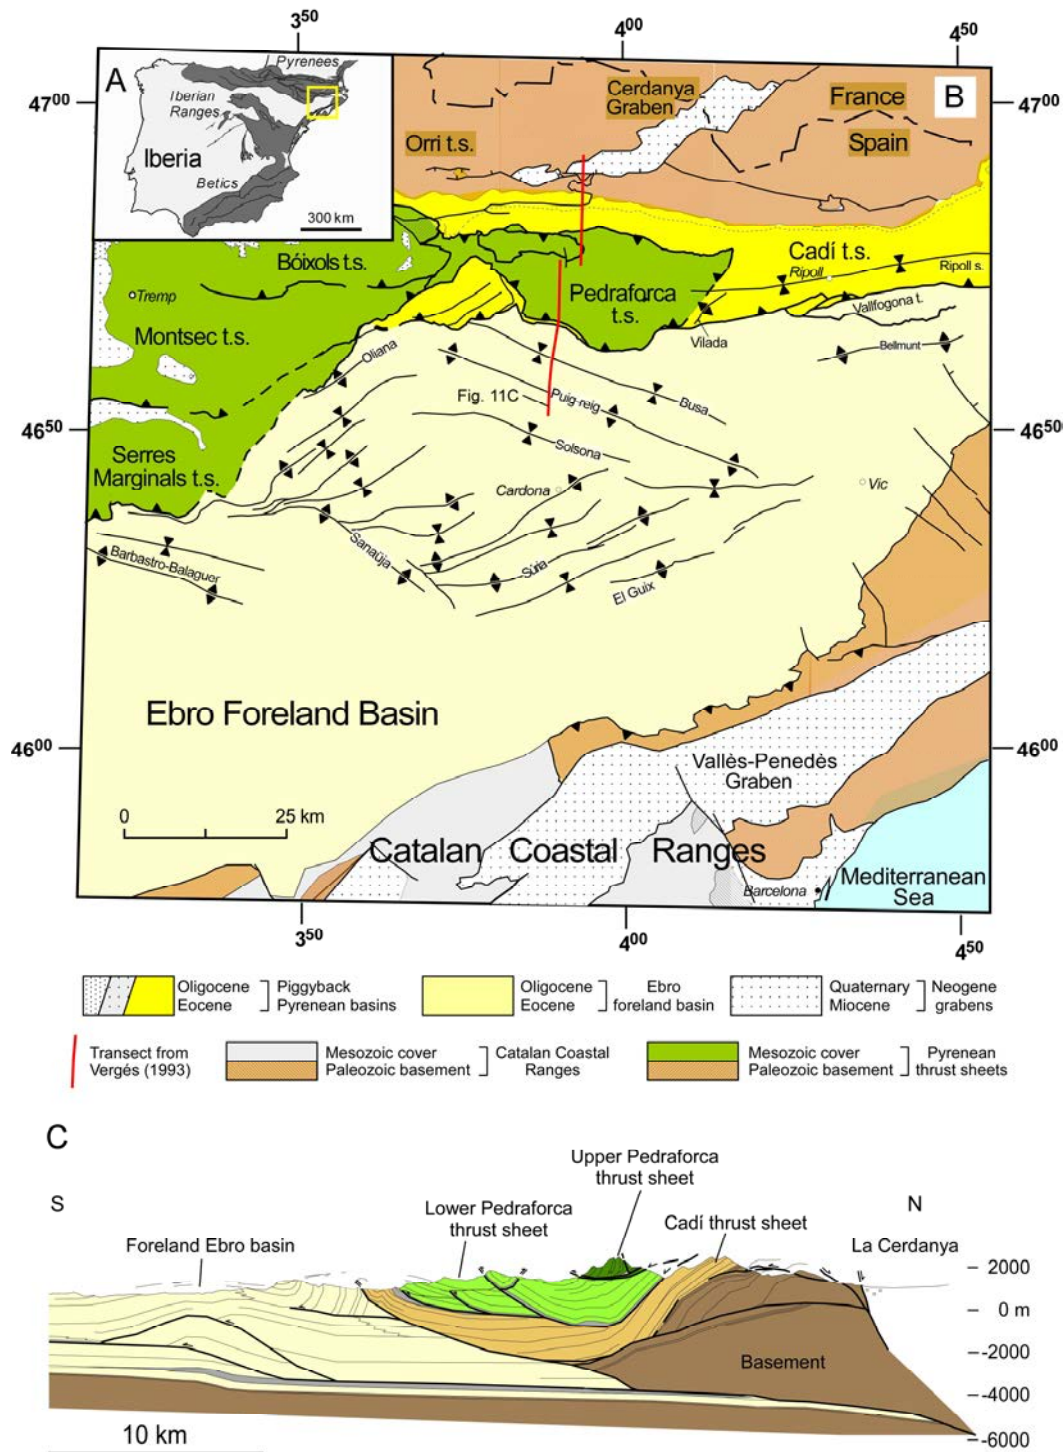 3⁵⁰
4⁰⁰
4⁵⁰
A
Pyrenees
Iberian
Ranges
Iberia
Betics
300 km
B
47⁰⁰
47⁰⁰
Cerdanya
Graben
France
Orri t.s.
Spain
Bóixols t.s.
Cadí t.s.
Ripoll
Ripoll s.
Tremp
Pedraforca
t.s.
Vallfogona t.
Montsec t.s.
Vilada
Bellmunt
Oliana
Fig. 11C
Puig-reig
Busa
46⁵⁰
46⁵⁰
Solsona
Serres
Marginals t.s.
Cardona
Vic
Barbastro-Balaguer
Sanaüja
Súria
El Guix
Ebro Foreland Basin
46⁰⁰
46⁰⁰
Vallès-Penedès
Graben
0
25 km
Catalan Coastal Ranges
Barcelona
Mediterranean
Sea
3⁵⁰
4⁰⁰
4⁵⁰
Oligocene
Eocene
Piggyback
Pyrenean basins
Oligocene
Eocene
Ebro
foreland basin
Quaternary
Miocene
Neogene
grabens
Transect from
Vergés (1993)
Mesozoic cover
Paleozoic basement
Catalan Coastal
Ranges
Mesozoic cover
Paleozoic basement
Pyrenean
thrust sheets
C
Upper Pedraforca
thrust sheet
S
N
Lower Pedraforca
thrust sheet
Cadí thrust sheet
Foreland Ebro basin
La Cerdanya
2000
0 m
Basement
-2000
-4000
-6000
10 km